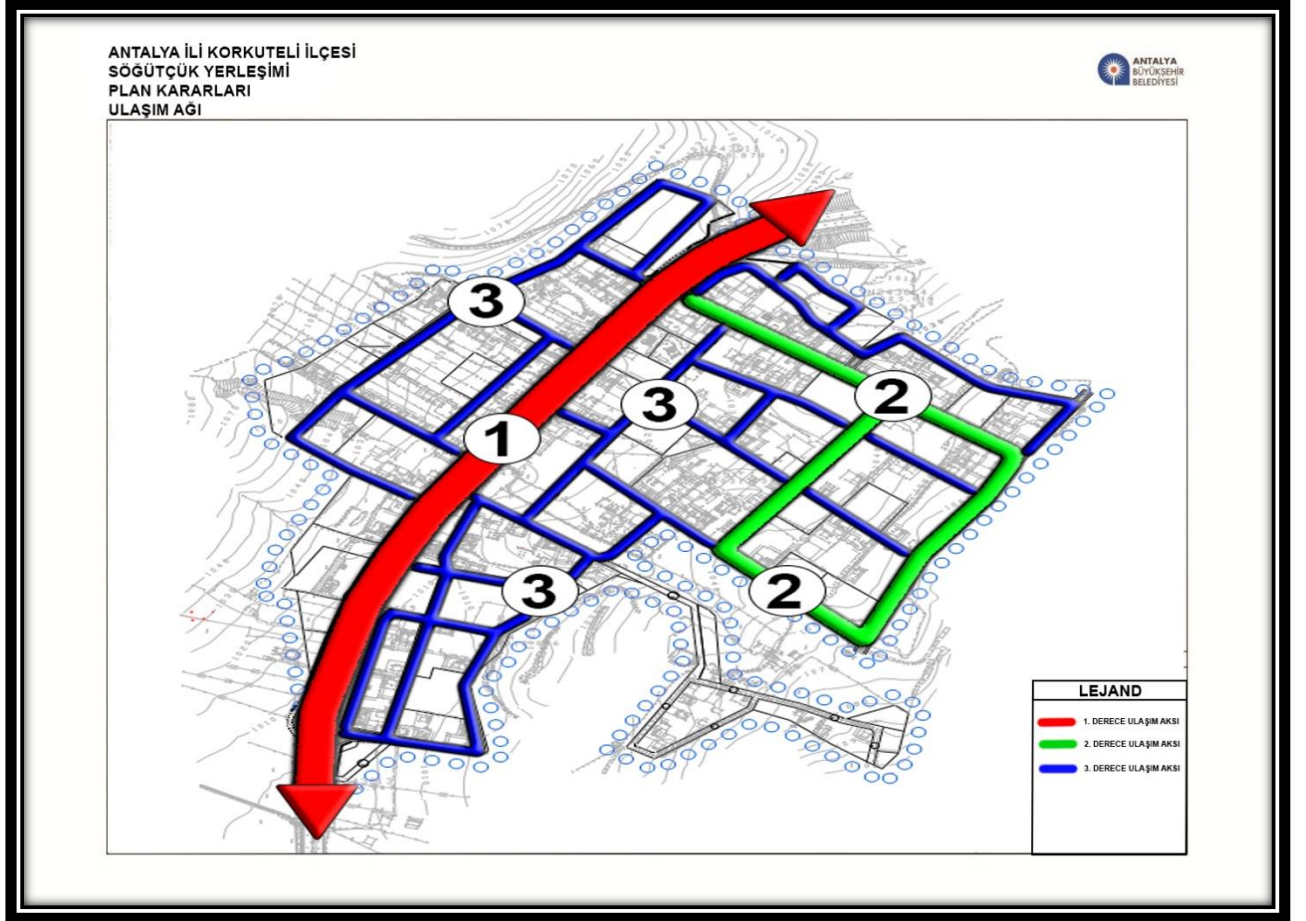 ANTALYA İLİ KORKUTELİ İLÇESİ
SÖĞÜTÇÜK YERLEŞİMİ
PLAN KARARLARI
ULAŞIM AĞI
ANTALYA
BÜYÜKŞEHİR
BELEDİYESİ
3
2
3
1
3
2
LEJAND
1. DERECE ULAŞIM AKSI
2. DERECE ULAŞIM AKSI
3. DERECE ULAŞIM AKSI